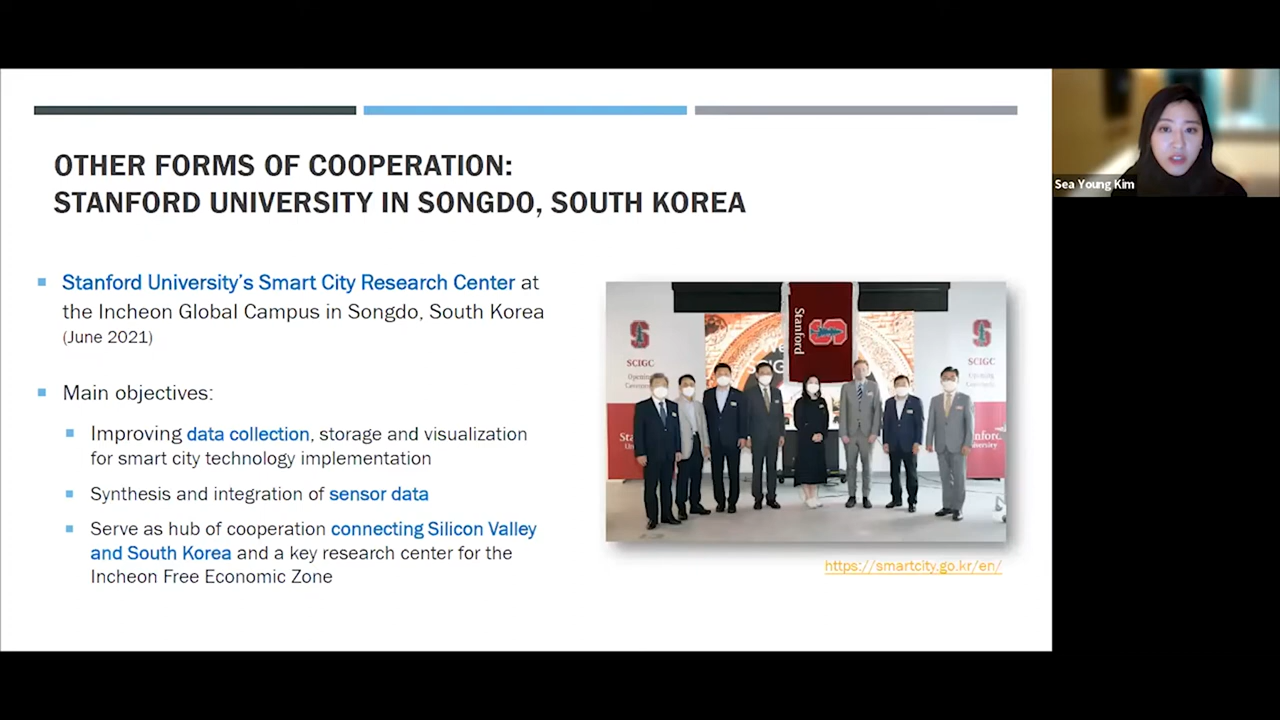 OTHER FORMS OF COOPERATION:
STANFORD UNIVERSITY IN SONGDO, SOUTH KOREA
Stanford University's Smart City Research Center at
the Incheon Global Campus in Songdo, South Korea
(June 2021)
Main objectives:
Improving data collection, storage and visualization
for smart city technology implementation
Synthesis and integration of sensor data
Serve as hub of cooperation connecting Silicon Valley
and South Korea and a key research center for the
Incheon Free Economic Zone
Stanford
SCIGC
Opening
SCIGC
https://smartcity.go.kr/en/
Sea Young Kim